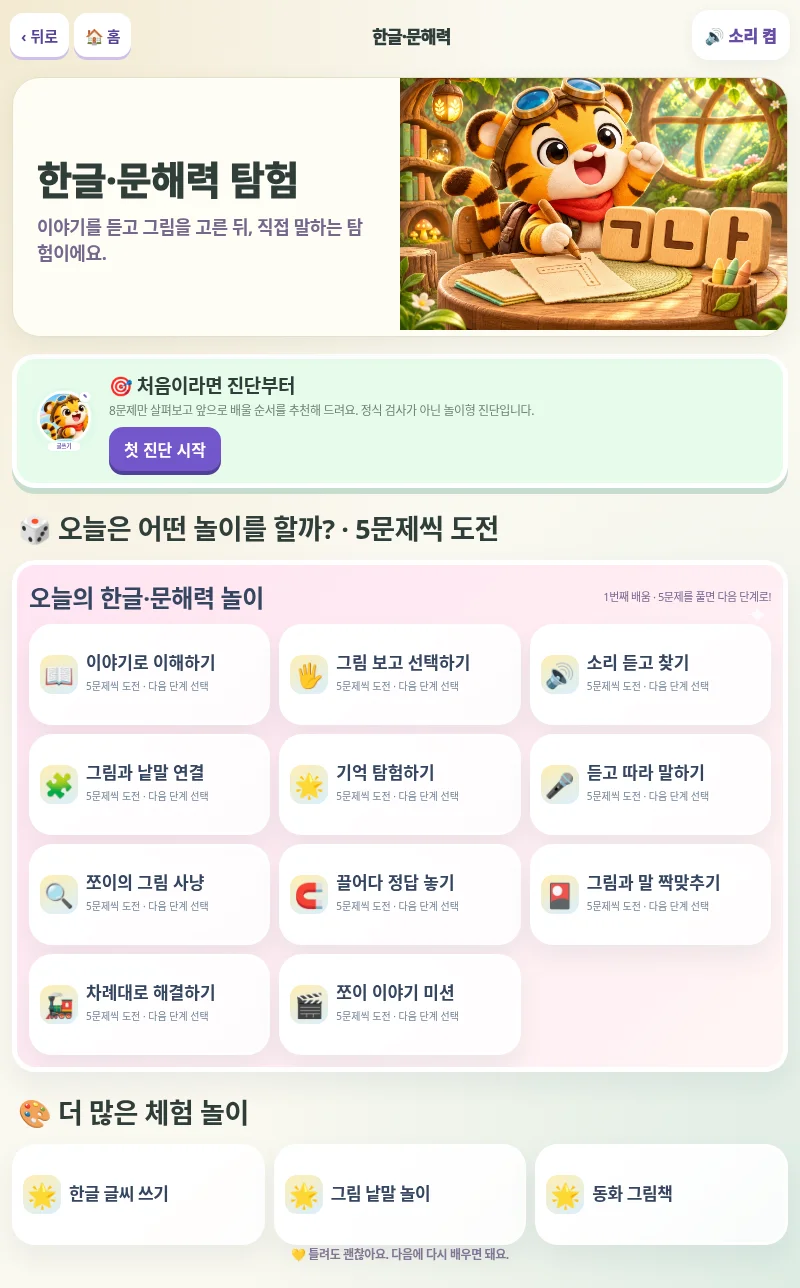 ‹ 뒤로
🏠 홈
한글·문해력
🔊 소리 켬
한글·문해력 탐험
이야기를 듣고 그림을 고른 뒤, 직접 말하는 탐
험이에요.
ㄱ ㄴ ㅏ
🎯 처음이라면 진단부터
8문제만 살펴보고 앞으로 배울 순서를 추천해 드려요. 정식 검사가 아닌 놀이형 진단입니다.
글쓰기
첫 진단 시작
🎲 오늘은 어떤 놀이를 할까? · 5문제씩 도전
오늘의 한글·문해력 놀이
1번째 배움 · 5문제를 풀면 다음 단계로!
이야기로 이해하기
5문제씩 도전 · 다음 단계 선택
그림 보고 선택하기
5문제씩 도전 · 다음 단계 선택
소리 듣고 찾기
5문제씩 도전 · 다음 단계 선택
그림과 낱말 연결
5문제씩 도전 · 다음 단계 선택
기억 탐험하기
5문제씩 도전 · 다음 단계 선택
듣고 따라 말하기
5문제씩 도전 · 다음 단계 선택
쪼이의 그림 사냥
5문제씩 도전 · 다음 단계 선택
끌어다 정답 놓기
5문제씩 도전 · 다음 단계 선택
그림과 말 짝맞추기
5문제씩 도전 · 다음 단계 선택
차례대로 해결하기
5문제씩 도전 · 다음 단계 선택
쪼이 이야기 미션
5문제씩 도전 · 다음 단계 선택
🎨 더 많은 체험 놀이
한글 글씨 쓰기
그림 낱말 놀이
동화 그림책
💛 틀려도 괜찮아요. 다음에 다시 배우면 돼요.